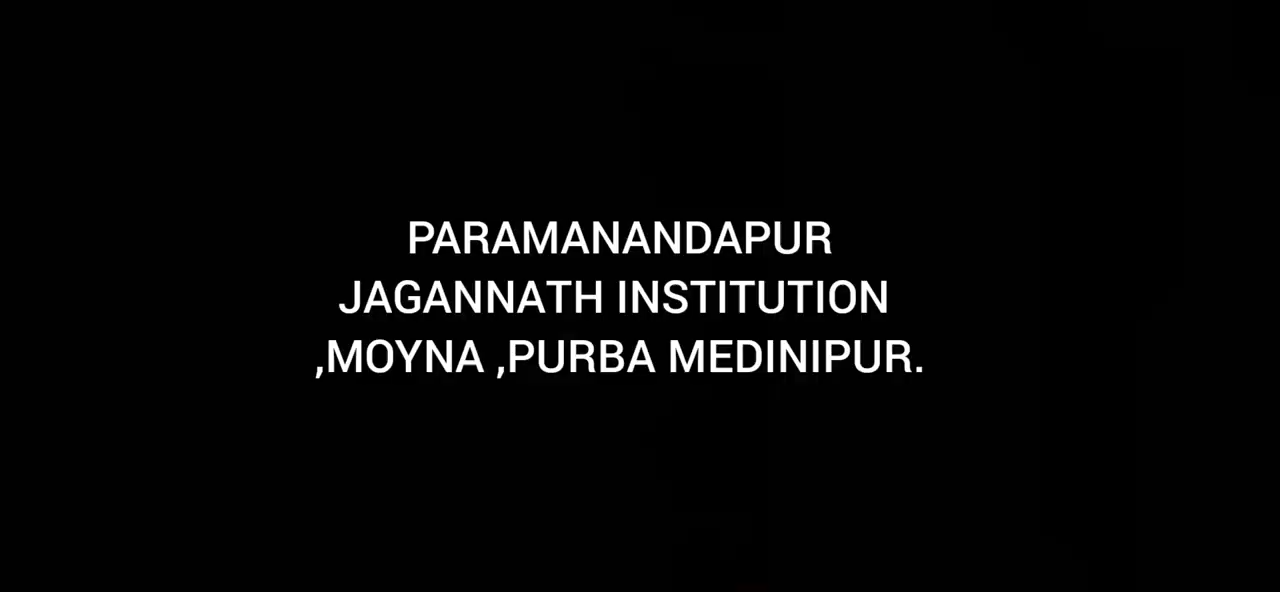 PARAMANANDAPUR
JAGANNATH INSTITUTION
,MOYNA ,PURBA MEDINIPUR.